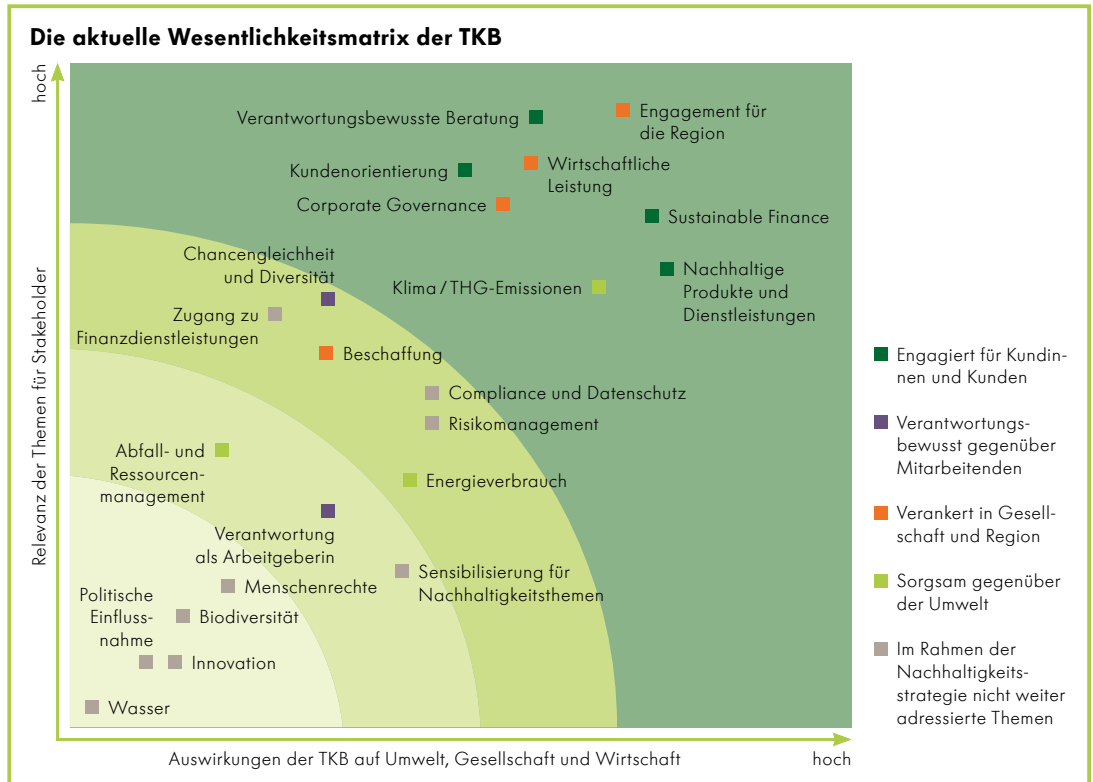 Die aktuelle Wesentlichkeitsmatrix der TKB
hoch
Relevanz der Themen für Stakeholder
Verantwortungsbewusste Beratung
Engagement für
die Region
Kundenorientierung
Wirtschaftliche
Leistung
Corporate Governance
Sustainable Finance
Chancengleichheit
und Diversität
Klima / THG-Emissionen
Nachhaltige
Produkte und
Dienstleistungen
Zugang zu
Finanzdienstleistungen
Beschaffung
Compliance und Datenschutz
Risikomanagement
Abfall- und
Ressourcen-
management
Energieverbrauch
Verantwortung
als Arbeitgeberin
Sensibilisierung für
Nachhaltigkeitsthemen
Menschenrechte
Politische
Einfluss-
nahme
Biodiversität
Innovation
Wasser
Auswirkungen der TKB auf Umwelt, Gesellschaft und Wirtschaft
hoch
Engagiert für Kundin-
nen und Kunden
Verantwortungs-
bewusst gegenüber
Mitarbeitenden
Verankert in Gesell-
schaft und Region
Sorgsam gegenüber
der Umwelt
Im Rahmen der
Nachhaltigkeits-
strategie nicht weiter
adressierte Themen